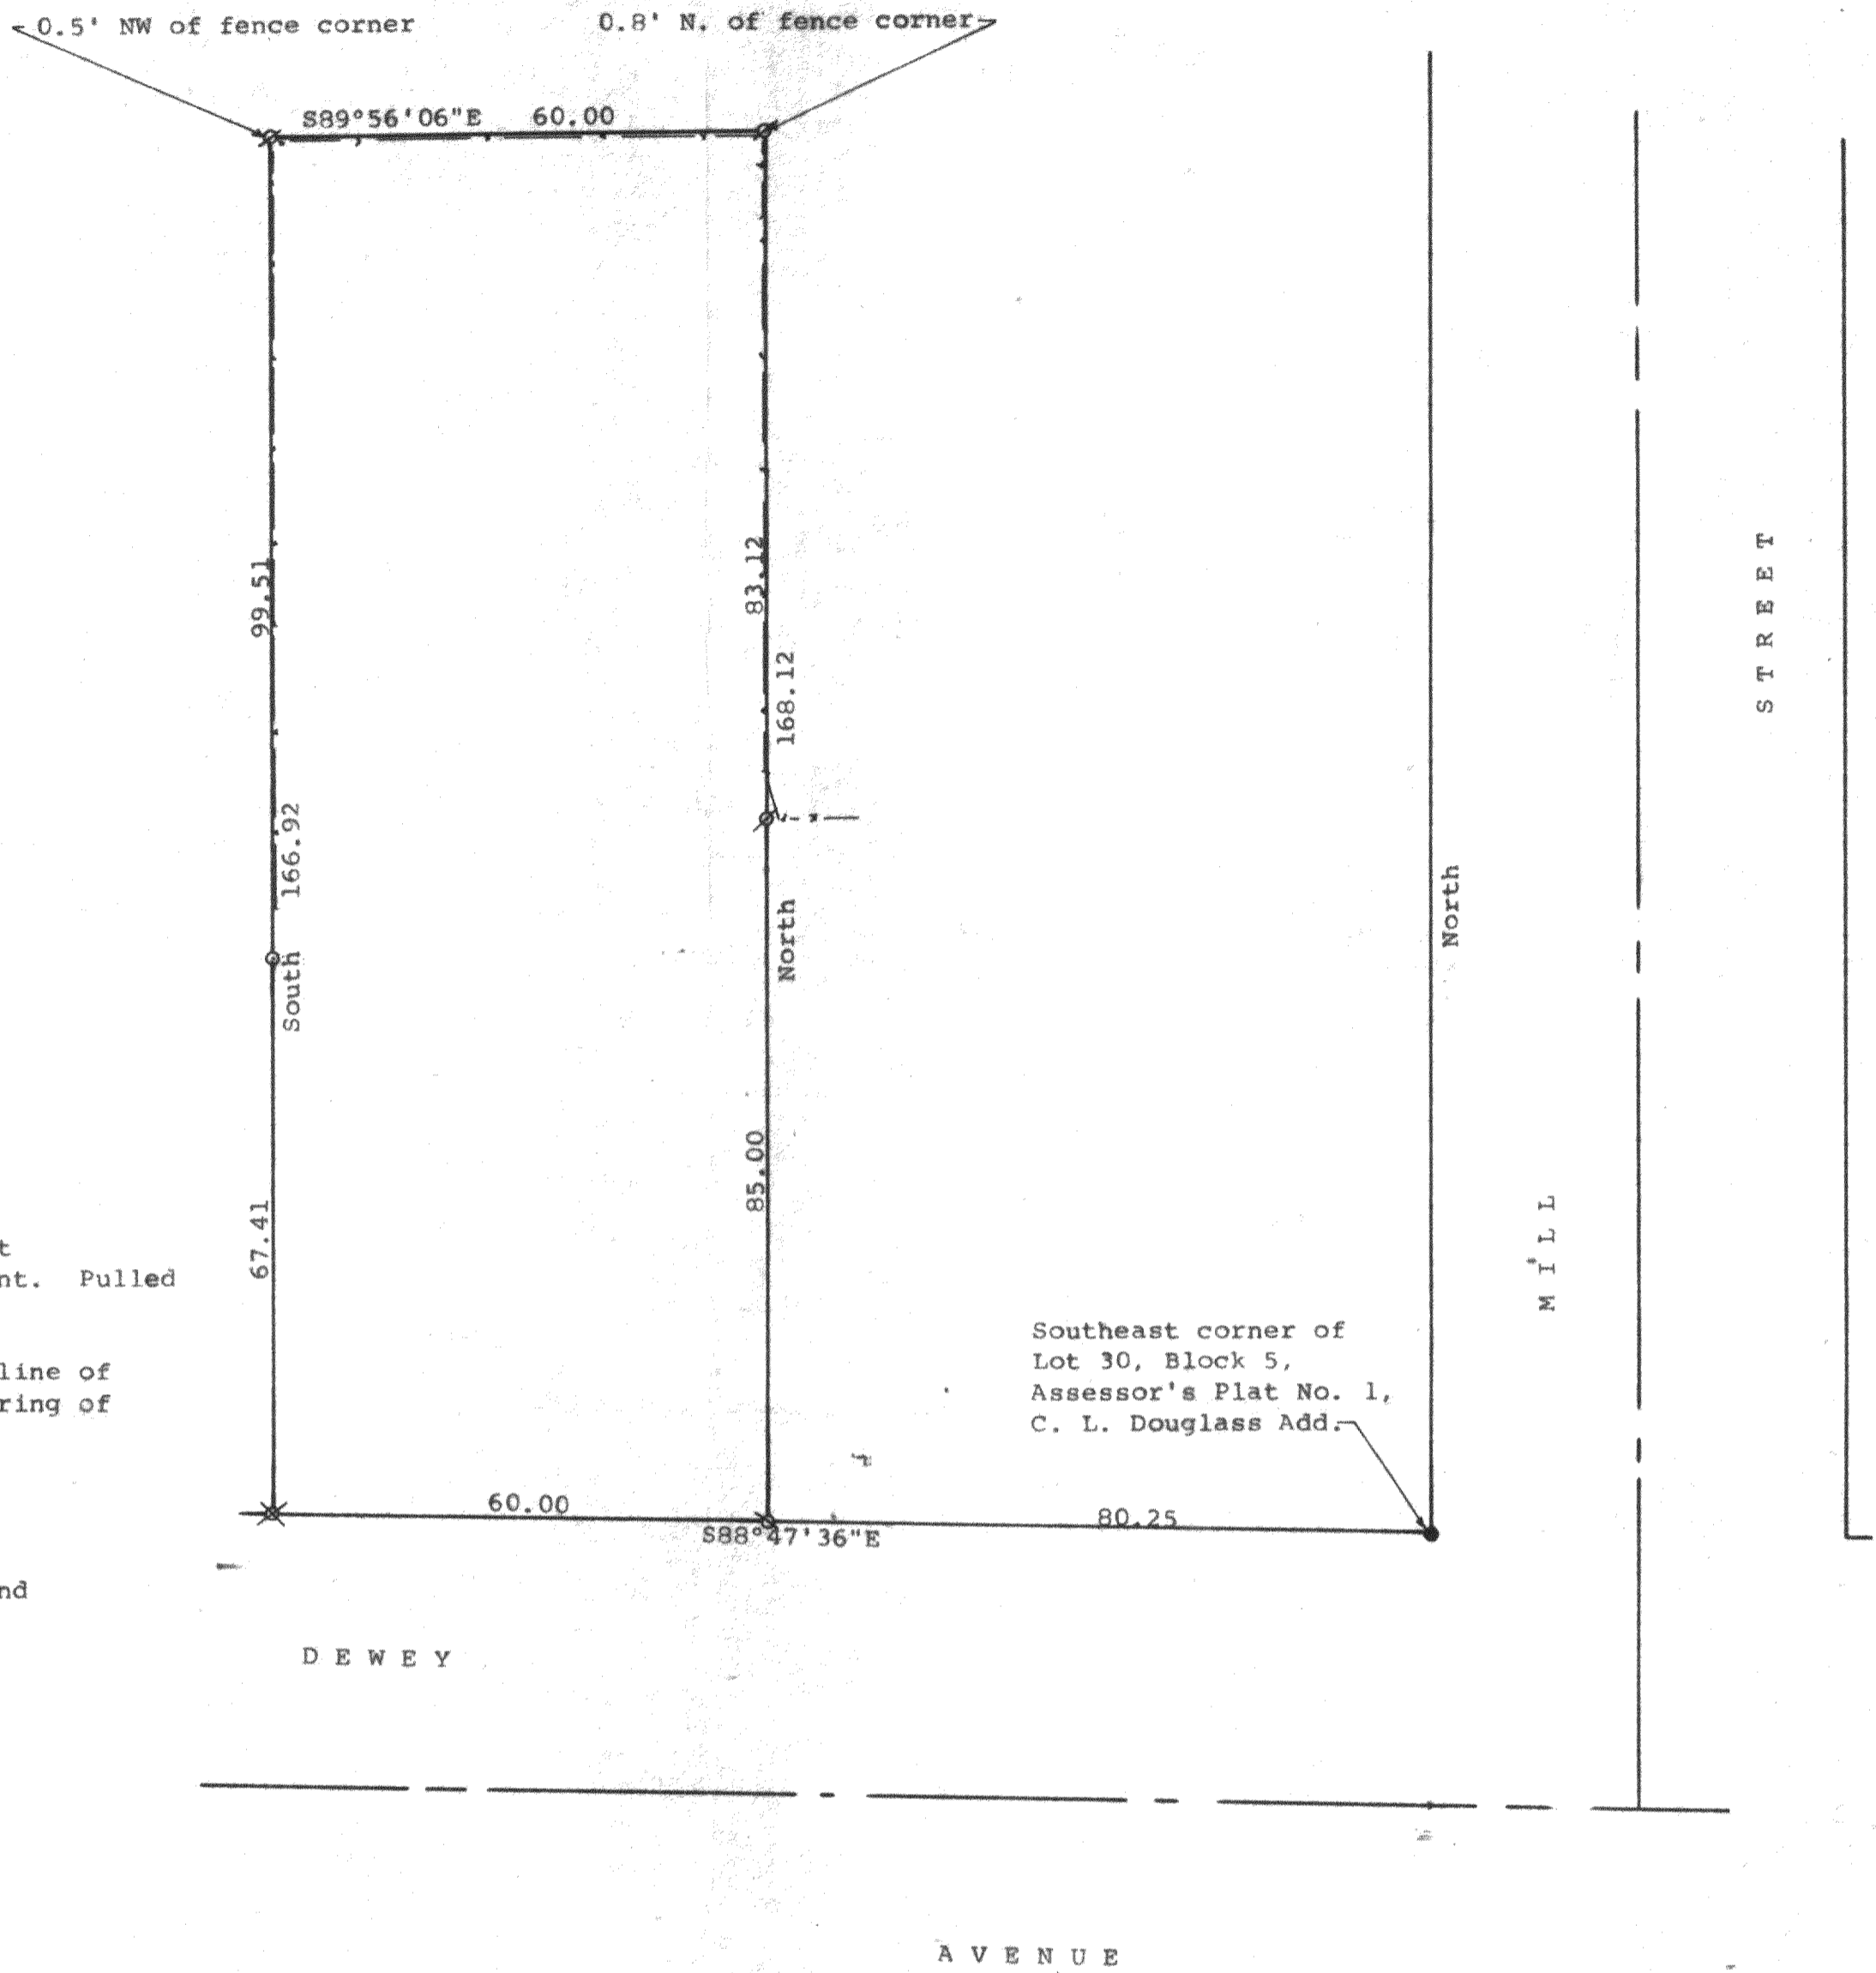 0.5' NW of fence corner
0.8' N. of fence corner
S89°56'06"E 60.00
99.51
83.12
168.12
South 166.92
North
North
STREET
85.00
67.41
MILL
t
nt. Pulled
line of
ring of
nd
Southeast corner of
Lot 30, Block 5,
Assessor's Plat No. 1,
C. L. Douglass Add.
60.00
80.25
S88°47'36"E
DEWEY
AVENUE